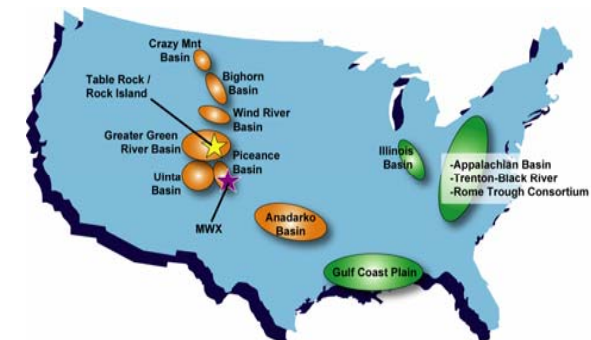 Crazy Mnt
Basin
Table Rock /
Rock Island
Bighorn
Basin
Wind River
Basin
Greater Green
River Basin
Piceance
Basin
Uinta
Basin
MWX
Anadarko
Basin
Illinois
Basin
-Appalachian Basin
-Trenton-Black River
-Rome Trough Consortium
Gulf Coast Plain